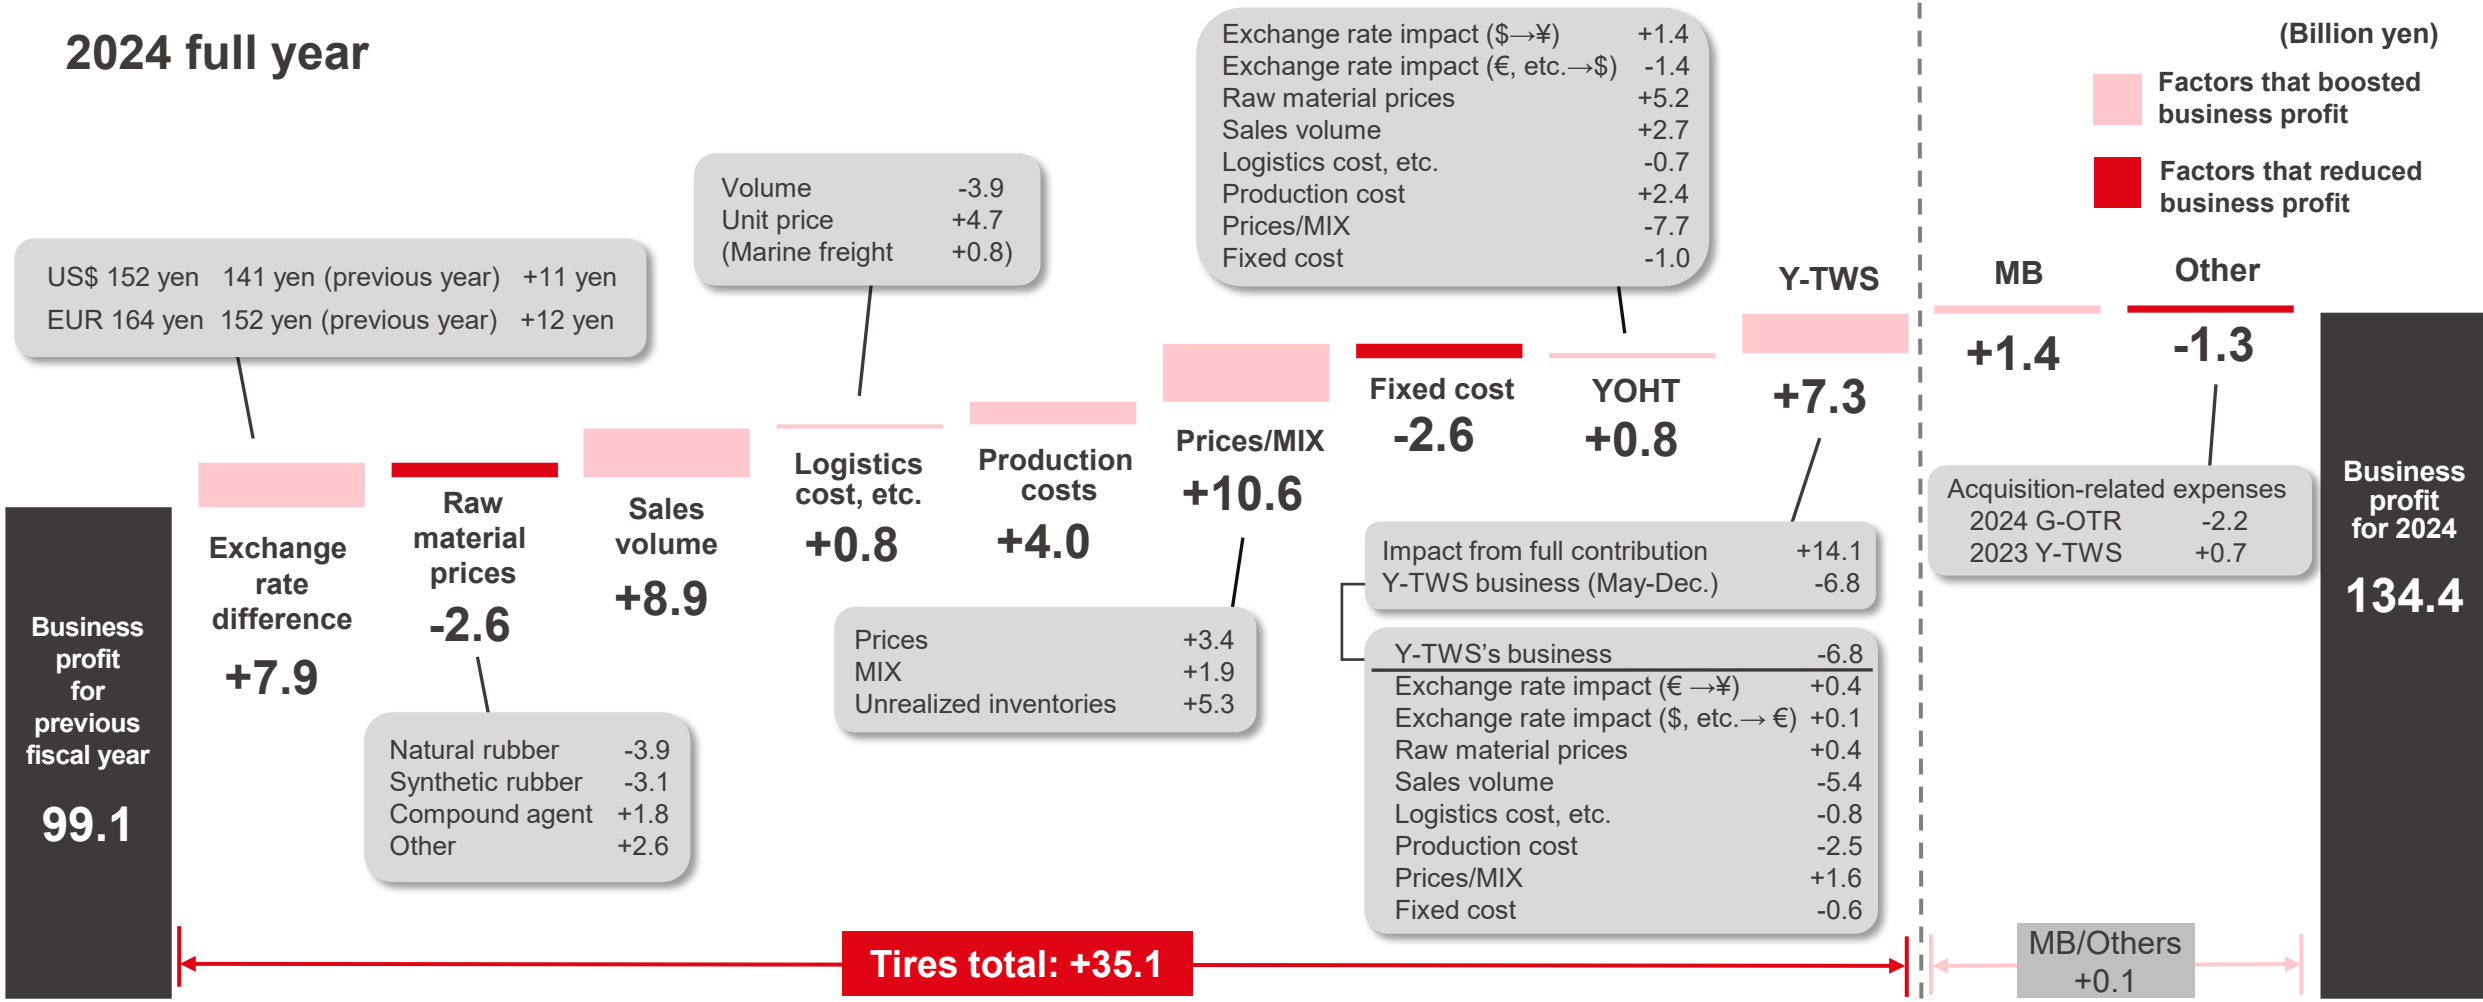 2024 full year
(Billion yen)
Factors that boosted
business profit
Factors that reduced
business profit
Exchange rate impact ($→¥) +1.4
Exchange rate impact (€, etc.→$) -1.4
Raw material prices +5.2
Sales volume +2.7
Logistics cost, etc. -0.7
Production cost +2.4
Prices/MIX -7.7
Fixed cost -1.0
Volume -3.9
Unit price +4.7
(Marine freight +0.8)
US$ 152 yen 141 yen (previous year) +11 yen
EUR 164 yen 152 yen (previous year) +12 yen
Business
profit
for
previous
fiscal year
99.1
Exchange
rate
difference
+7.9
Raw
material
prices
-2.6
Natural rubber -3.9
Synthetic rubber -3.1
Compound agent +1.8
Other +2.6
Sales
volume
+8.9
Logistics
cost, etc.
+0.8
Production
costs
+4.0
Prices/MIX
+10.6
Prices +3.4
MIX +1.9
Unrealized inventories +5.3
Fixed cost
-2.6
YOHT
+0.8
Y-TWS
+7.3
Impact from full contribution +14.1
Y-TWS business (May-Dec.) -6.8
Y-TWS's business -6.8
Exchange rate impact (€ →¥) +0.4
Exchange rate impact ($, etc.→ €) +0.1
Raw material prices +0.4
Sales volume -5.4
Logistics cost, etc. -0.8
Production cost -2.5
Prices/MIX +1.6
Fixed cost -0.6
MB
+1.4
Other
-1.3
Acquisition-related expenses
2024 G-OTR -2.2
2023 Y-TWS +0.7
Business
profit
for 2024
134.4
Tires total: +35.1
MB/Others
+0.1